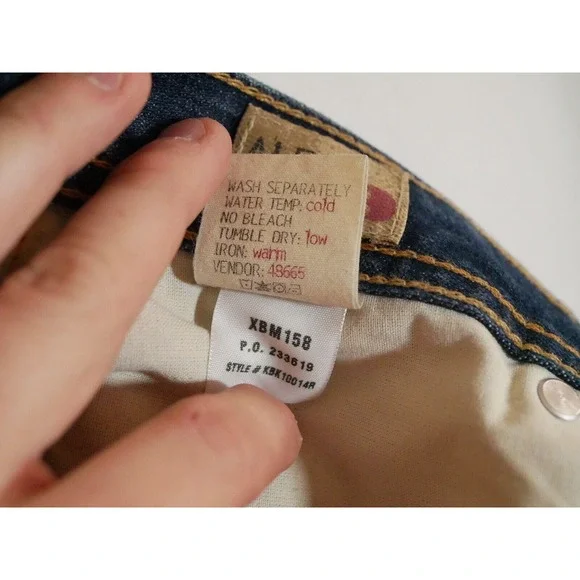 WASH SEPARATELY
WATER TEMP: cold
NO BLEACH
TUMBLE DRY: low
IRON: warm
VENDOR: 48665
XBM158
P.O. 233619
STYLE # KBK10014R